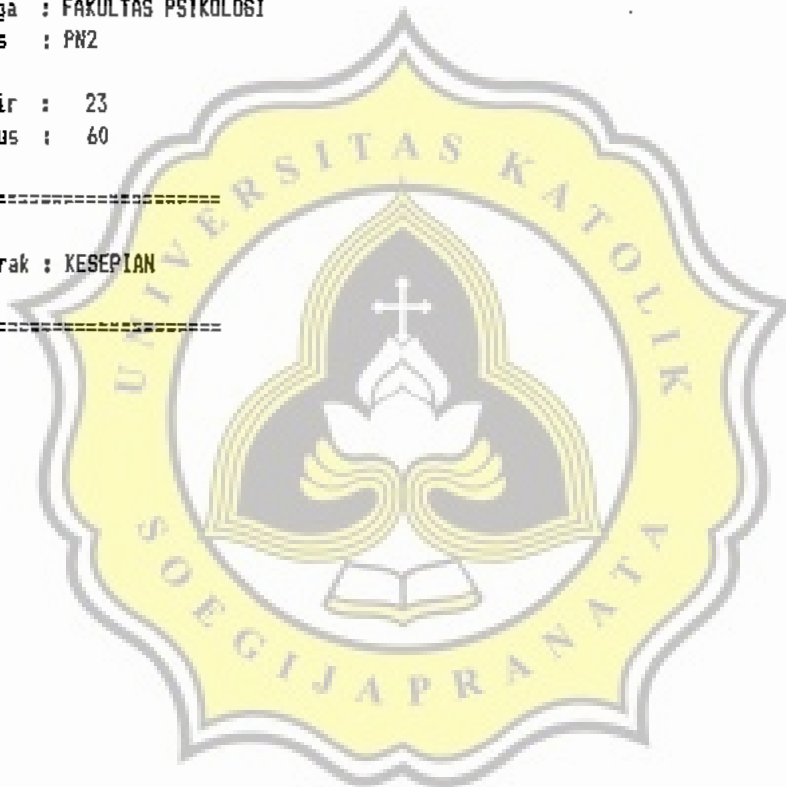 ga : FAKULTAS PSIKOLOGI
s : PN2
ir : 23
us : 60
====================
rak : KESEPIAN
====================
UNIVERSITAS KATOLIK
SOEGIJAPRANATA